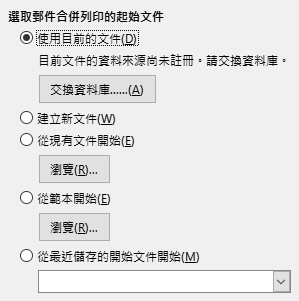 選取郵件合併列印的起始文件
使用目前的文件(D)
目前文件的資料來源尚未註冊。請交換資料庫。
交換資料庫......(A)
建立新文件(W)
從現有文件開始(E)
瀏覽(R)...
從範本開始(E)
瀏覽(R)...
從最近儲存的開始文件開始(M)